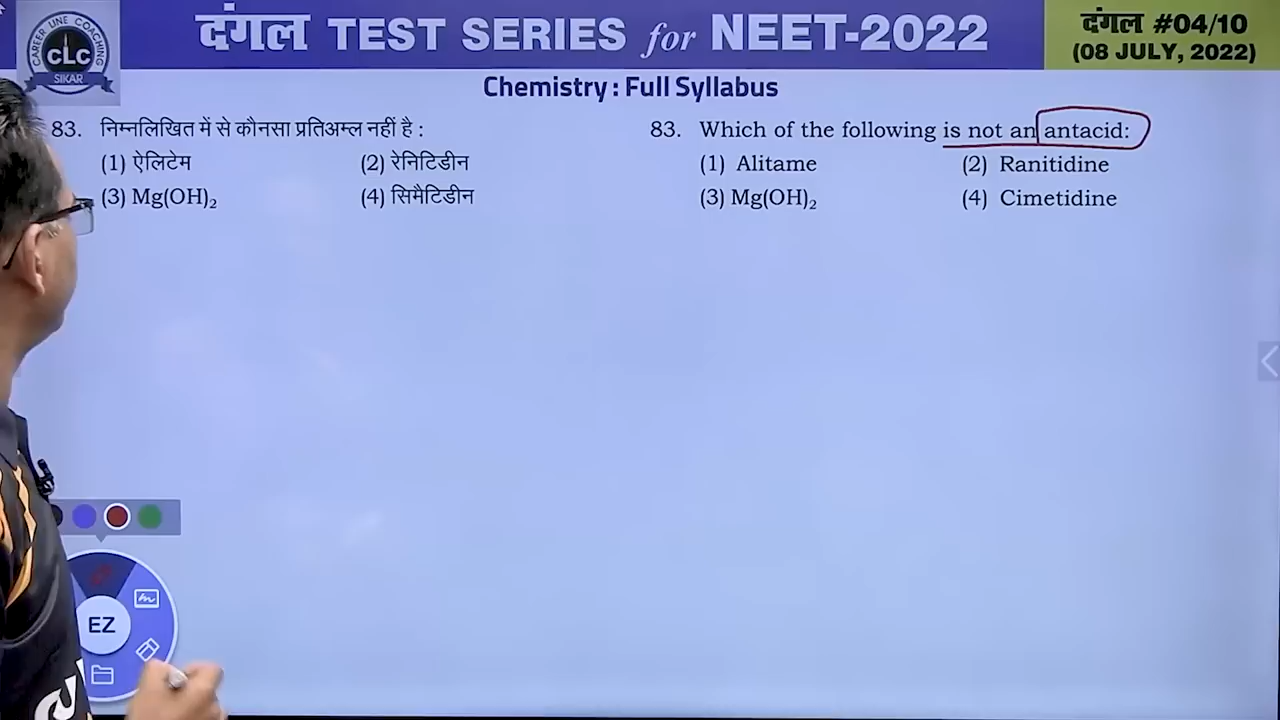 दंगल TEST SERIES for NEET-2022
दंगल #04/10
(08 JULY, 2022)
CAREER LINE COACHING
CLC
SIKAR
Chemistry : Full Syllabus
83. निम्नलिखित में से कौनसा प्रतिअम्ल नहीं है :
(1) ऐलिटेम (2) रेनिटिडीन
(3) Mg(OH)₂ (4) सिमैटिडीन
83. Which of the following is not an antacid:
(1) Alitame (2) Ranitidine
(3) Mg(OH)₂ (4) Cimetidine
EZ